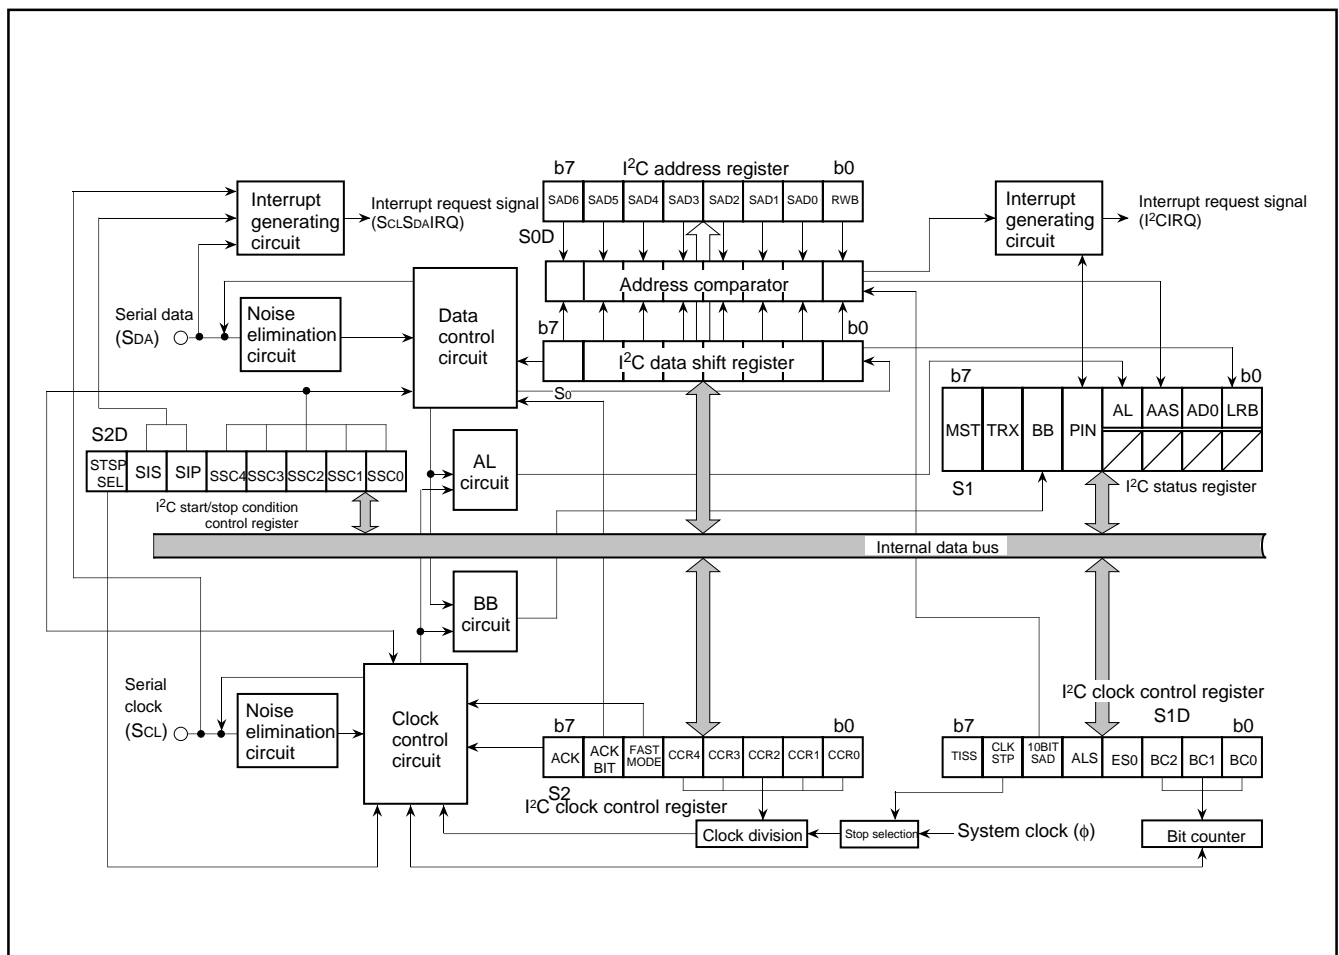 b7
I2C address register
b0
SAD6 SAD5 SAD4 SAD3 SAD2 SAD1 SAD0 RWB
S0D
Interrupt
generating
circuit
Interrupt request signal
(SCLSDAIRQ)
Interrupt
generating
circuit
Interrupt request signal
(I2CIRQ)
Address comparator
Serial data
(SDA)
Noise
elimination
circuit
Data
control
circuit
b7
b0
I2C data shift register
S0
b7
b0
MST TRX BB PIN AL AAS AD0 LRB
S1
I2C status register
S2D
STSP
SEL
SIS SIP SSC4 SSC3 SSC2 SSC1 SSC0
I2C start/stop condition
control register
AL
circuit
Internal data bus
BB
circuit
Serial
clock
(SCL)
Noise
elimination
circuit
Clock
control
circuit
b7
b0
ACK
ACK
BIT
FAST
MODE
CCR4 CCR3 CCR2 CCR1 CCR0
S2
I2C clock control register
I2C clock control register
S1D
b7
b0
TISS
CLK
STP
10BIT
SAD
ALS ES0 BC2 BC1 BC0
Clock division
Stop selection
System clock (ϕ)
Bit counter